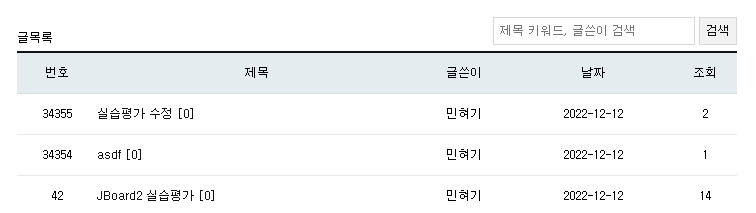 글목록
제목 키워드, 글쓴이 검색 검색
번호 제목 글쓴이 날짜 조회
34355 실습평가 수정 [0] 민혀기 2022-12-12 2
34354 asdf [0] 민혀기 2022-12-12 1
42 JBoard2 실습평가 [0] 민혀기 2022-12-12 14